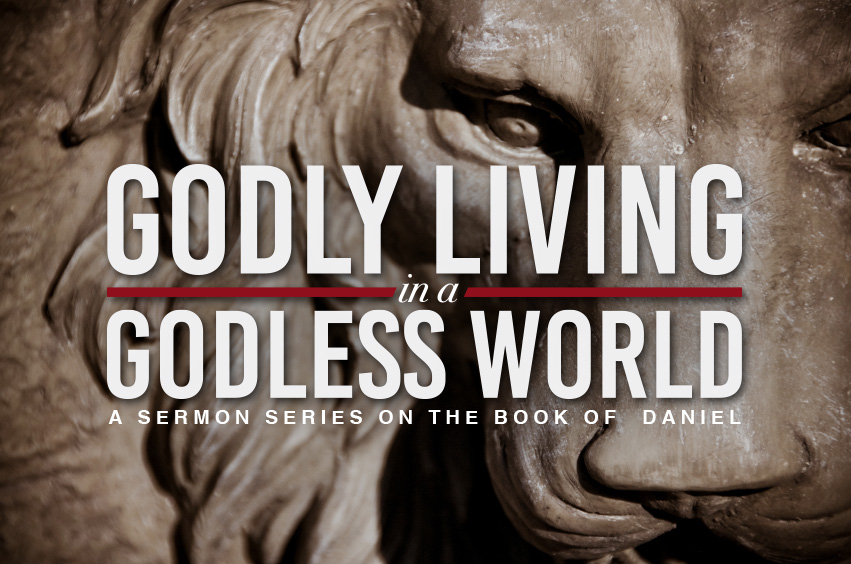 GODLY LIVING
in a
GODLESS WORLD
A SERMON SERIES ON THE BOOK OF DANIEL